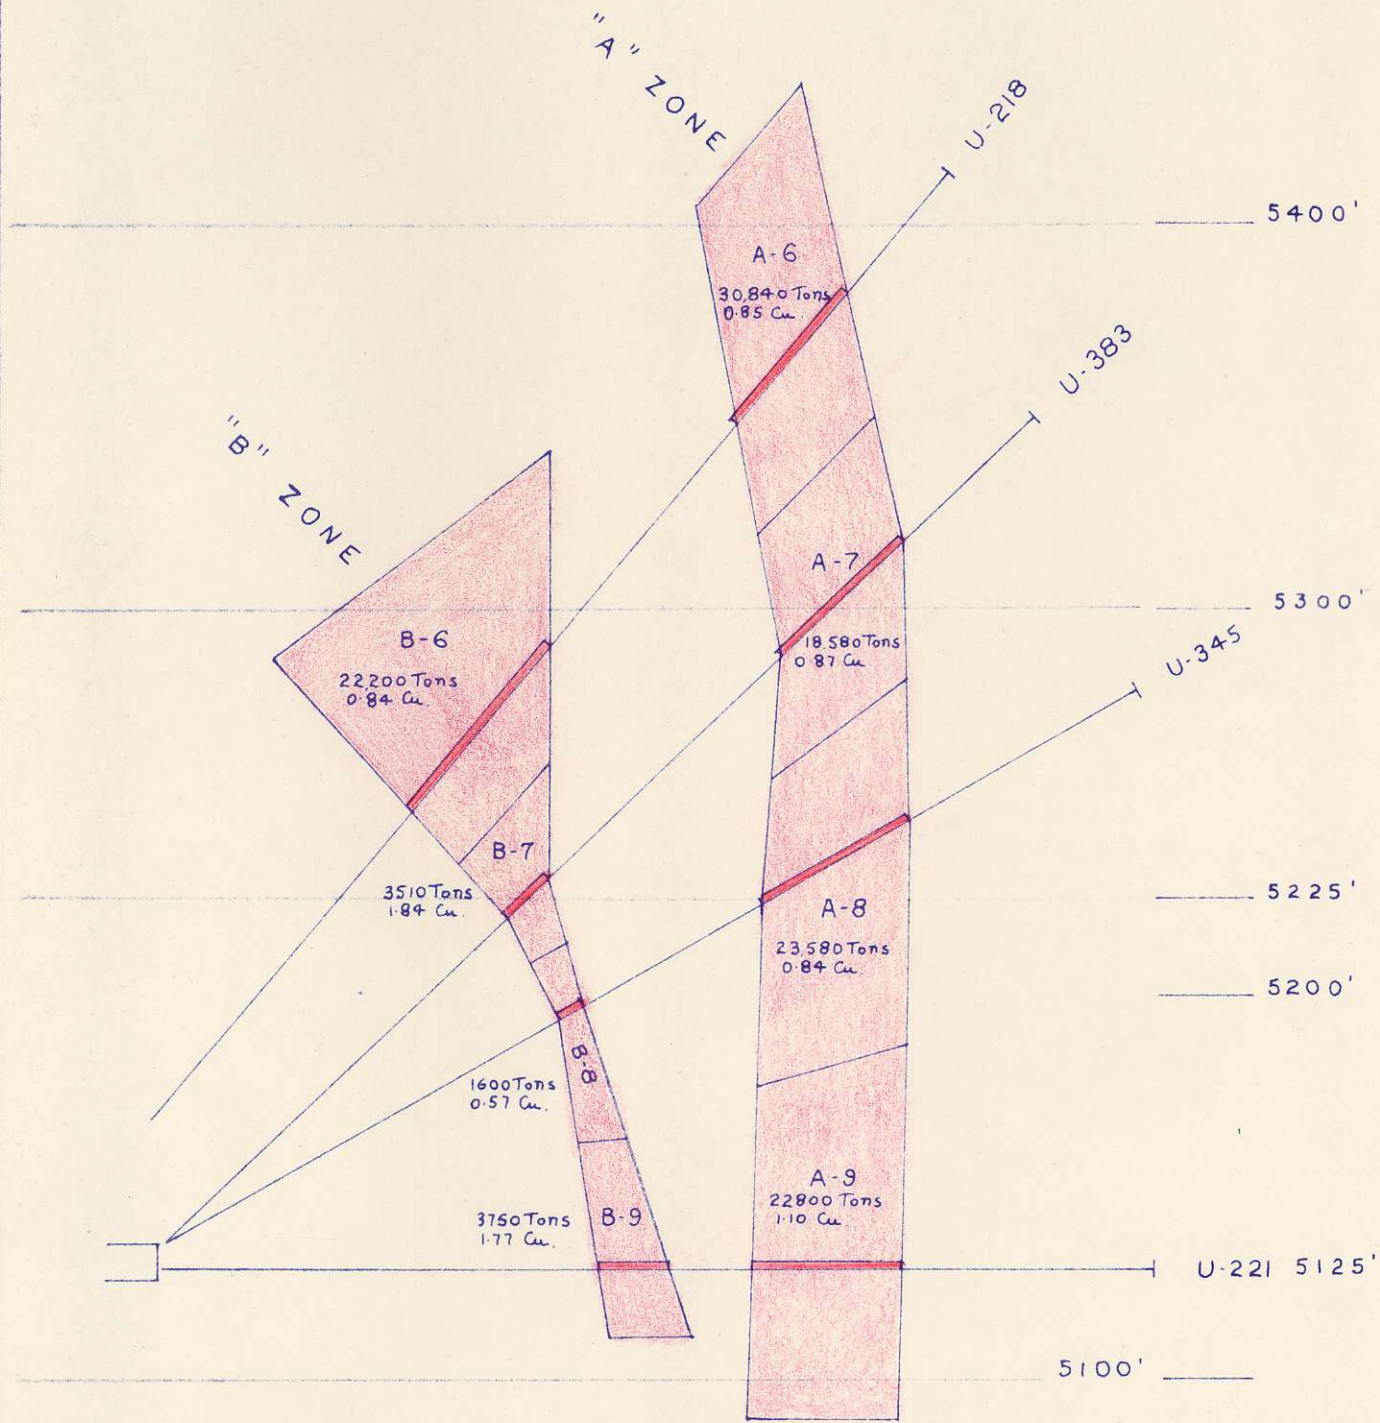 "A" ZONE
U-218
5400'
A-6
30,840 Tons
0.85 Cu.
U-383
"B" ZONE
A-7
5300'
B-6
18.580 Tons
0.87 Cu
U-345
22,200 Tons
0.84 Cu.
B-7
3510 Tons
1.84 Cu.
5225'
A-8
23,580 Tons
0.84 Cu
5200'
B-8
1600 Tons
0.57 Cu.
A-9
22800 Tons
1.10 Cu
3750 Tons
1.77 Cu.
B-9
U-221 5125'
5100'